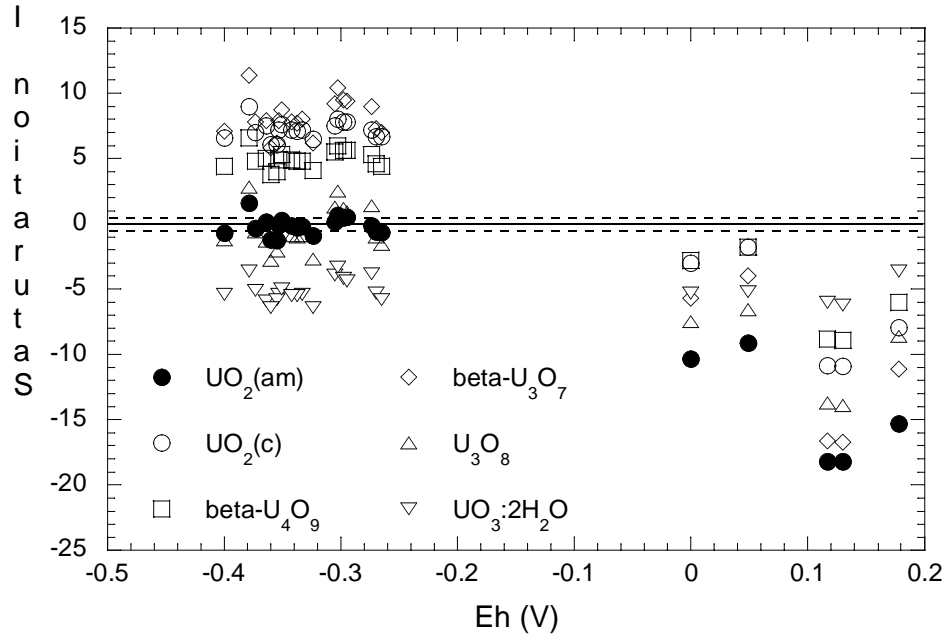 Saturation I
15
10
5
0
-5
-10
-15
-20
-25
UO₂(am)
UO₂(c)
beta-U₄O₉
beta-U₃O₇
U₃O₈
UO₃:2H₂O
-0.5 -0.4 -0.3 -0.2 -0.1 0 0.1 0.2
Eh (V)